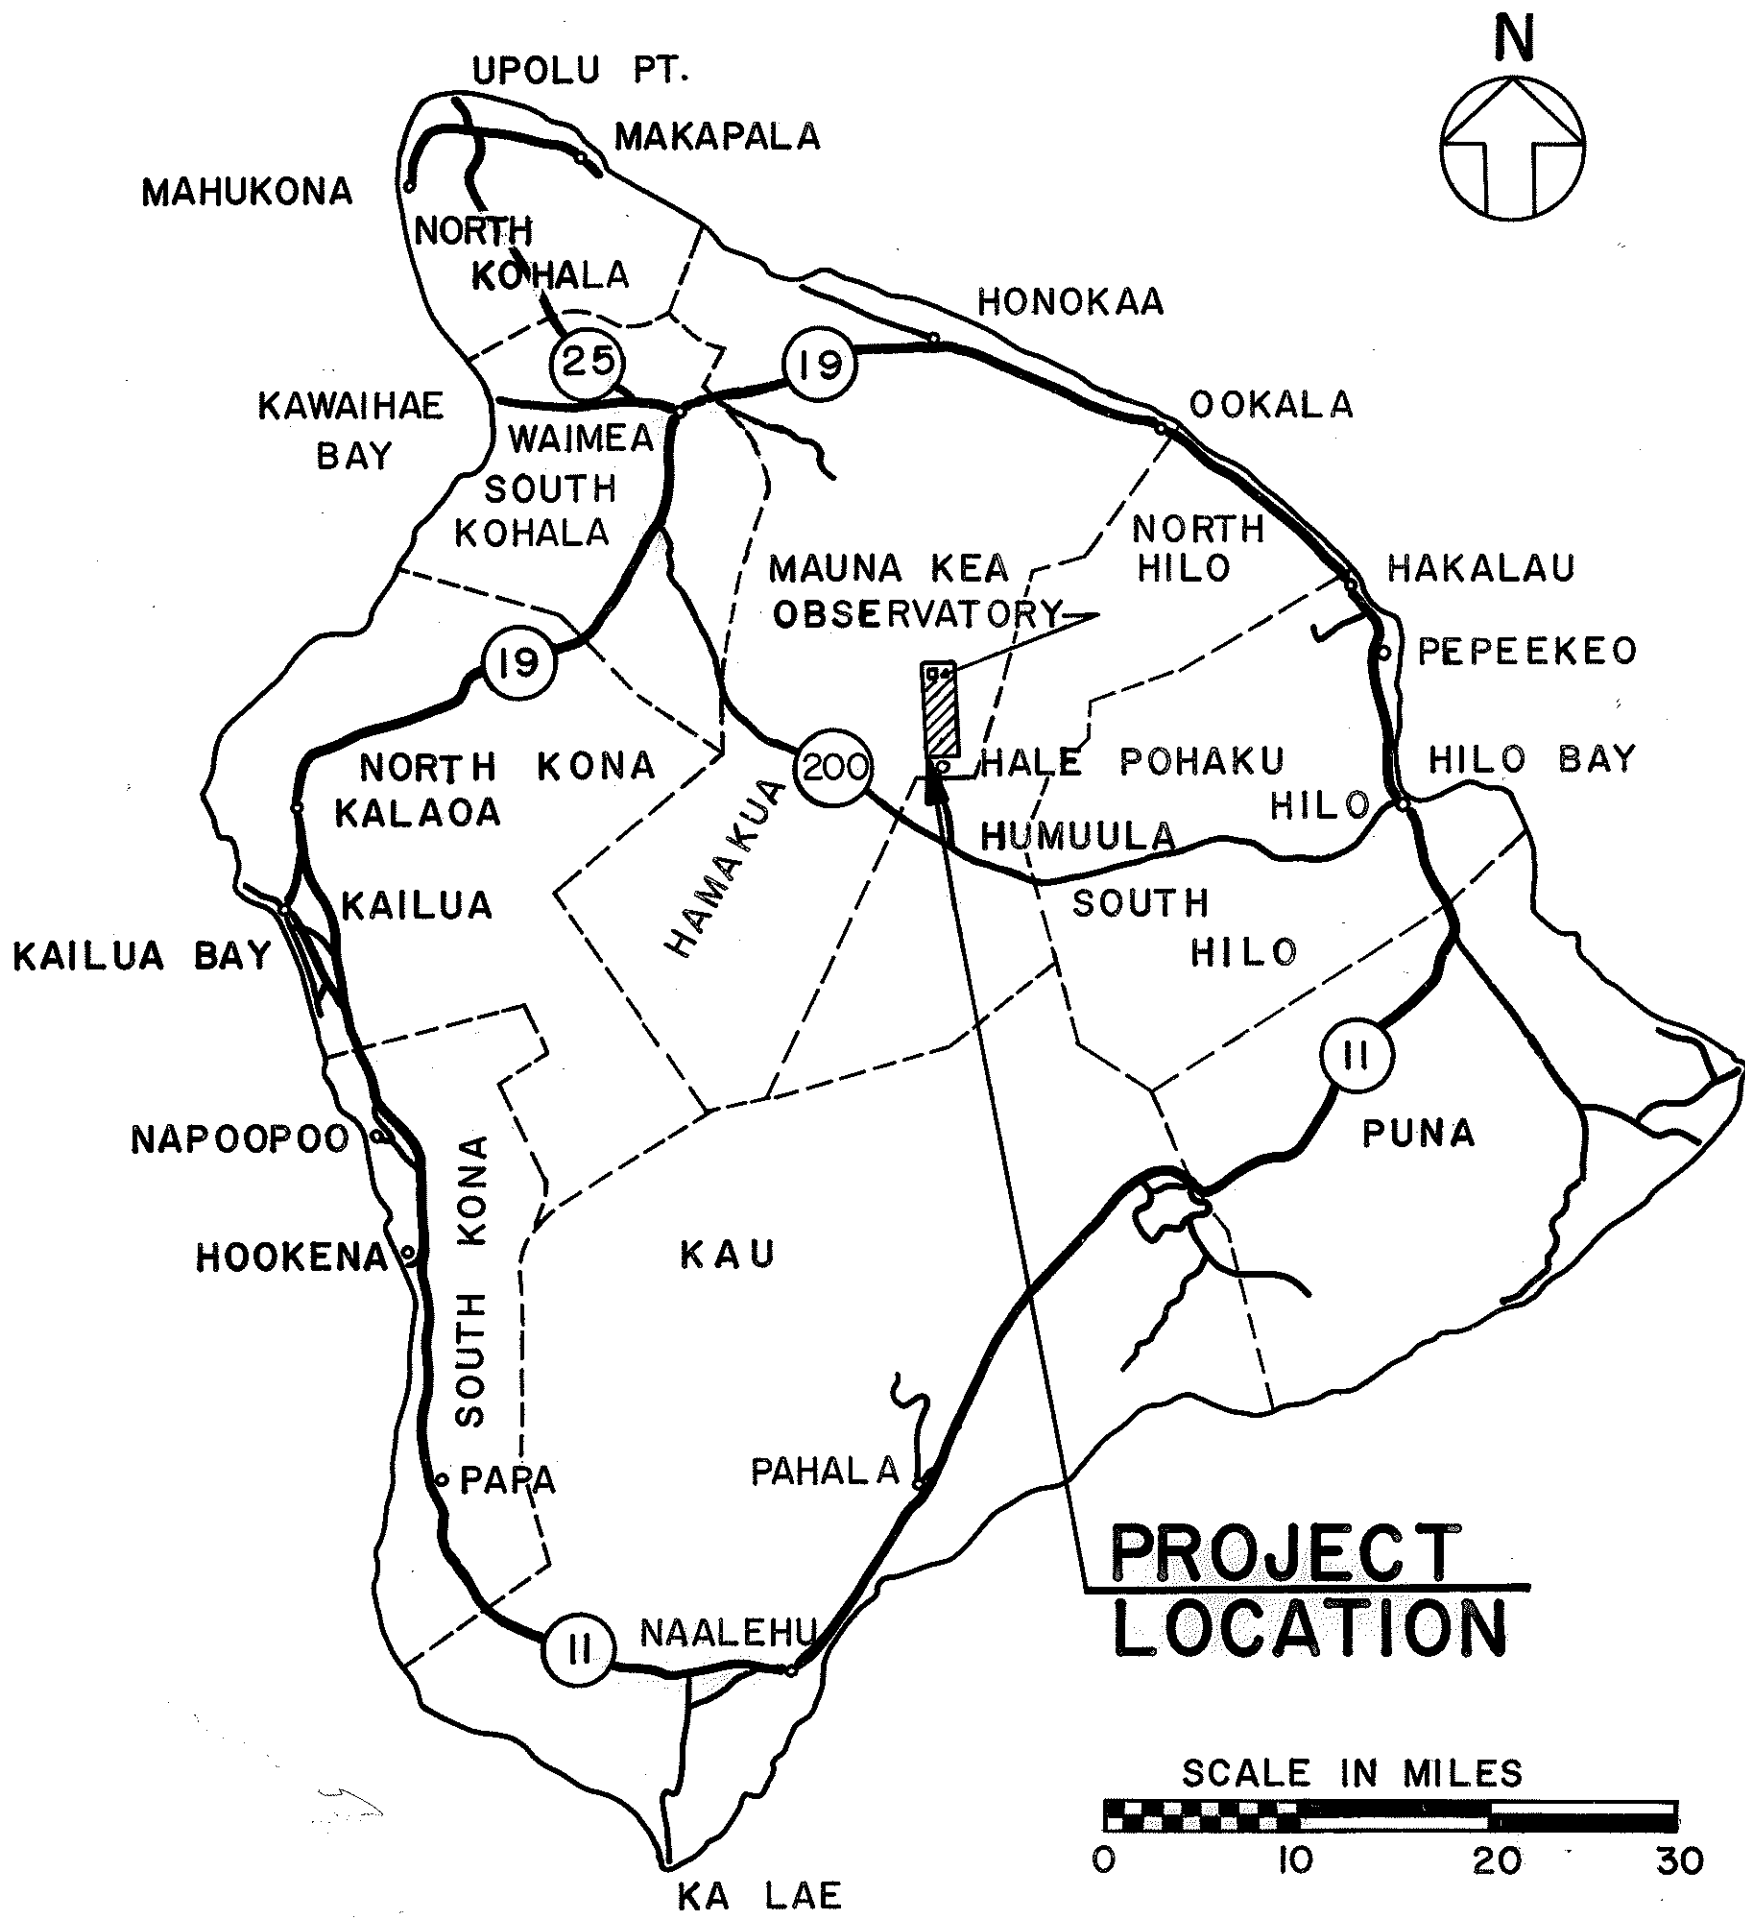 N
UPOLU PT.
MAKAPALA
MAHUKONA
NORTH
KOHALA
HONOKAA
25
19
KAWAIHAE
BAY
WAIMEA
OOKALA
SOUTH
KOHALA
NORTH
HILO
MAUNA KEA
OBSERVATORY
HAKALAU
PEPEEKEO
19
NORTH KONA
KALAOA
200
HALE POHAKU
HILO BAY
HILO
HAMAKUA
HUMUULA
KAILUA
SOUTH
HILO
KAILUA BAY
11
NAPOOPOO
PUNA
SOUTH KONA
HOOKENA
KAU
PAPA
PAHALA
PROJECT
LOCATION
11
NAALEHU
SCALE IN MILES
0 10 20 30
KA LAE